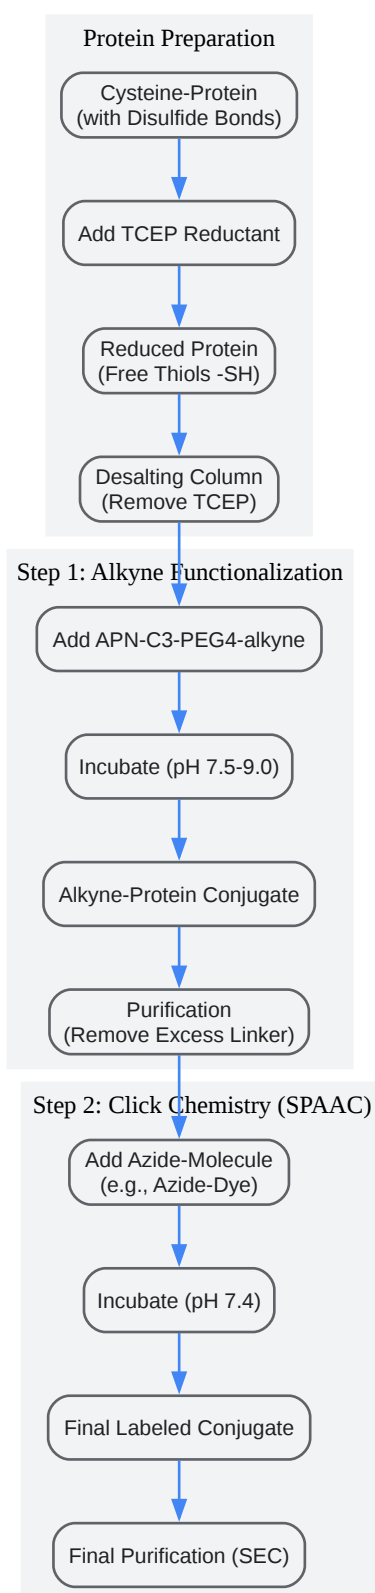 Protein Preparation
Cysteine-Protein
(with Disulfide Bonds)
Add TCEP Reductant
Reduced Protein
(Free Thiols -SH)
Desalting Column
(Remove TCEP)
Step 1: Alkyne Functionalization
Add APN-C3-PEG4-alkyne
Incubate (pH 7.5-9.0)
Alkyne-Protein Conjugate
Purification
(Remove Excess Linker)
Step 2: Click Chemistry (SPAAC)
Add Azide-Molecule
(e.g., Azide-Dye)
Incubate (pH 7.4)
Final Labeled Conjugate
Final Purification (SEC)